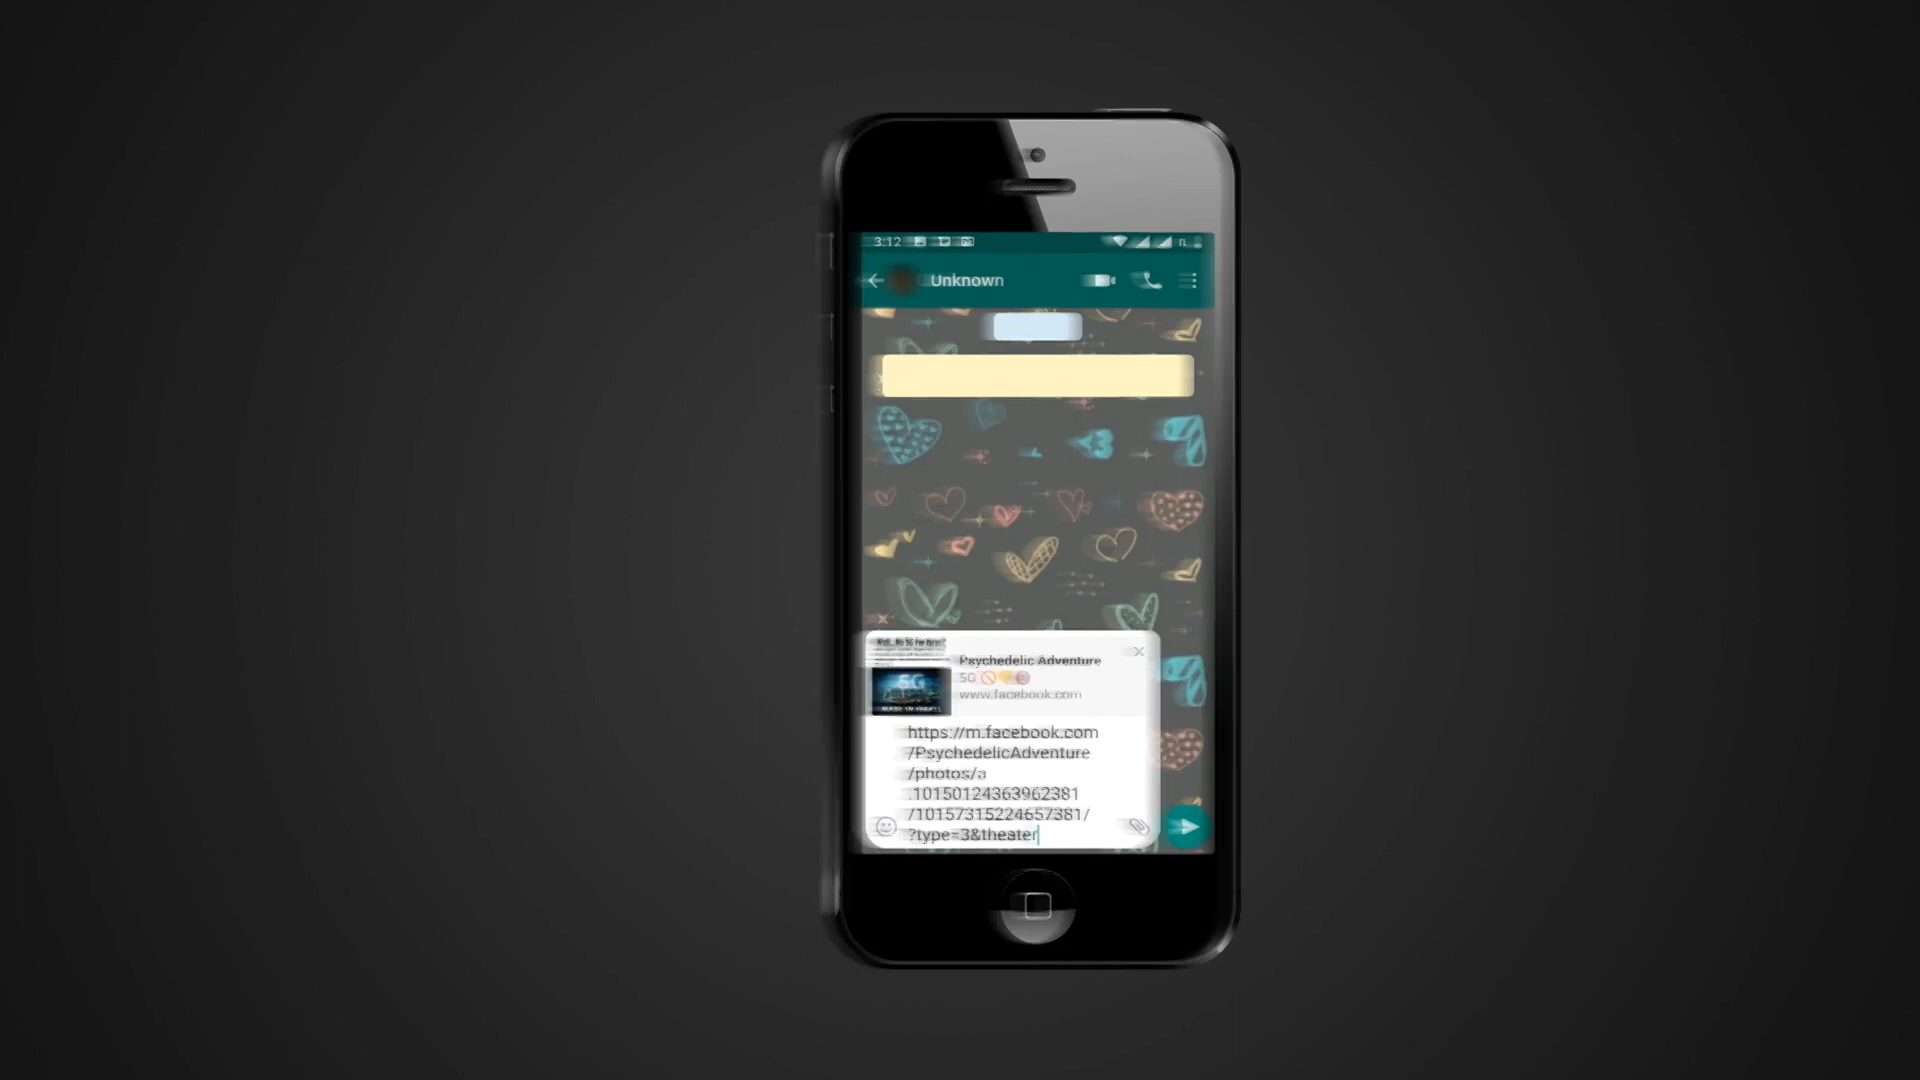 3:12
Unknown
Psychedelic Adventure
5G 🚫👎
www.facebook.com
5G
https://m.facebook.com
/PsychedelicAdventure
/photos/a
.10150124363962381
/10157315224657381/
?type=3&theater